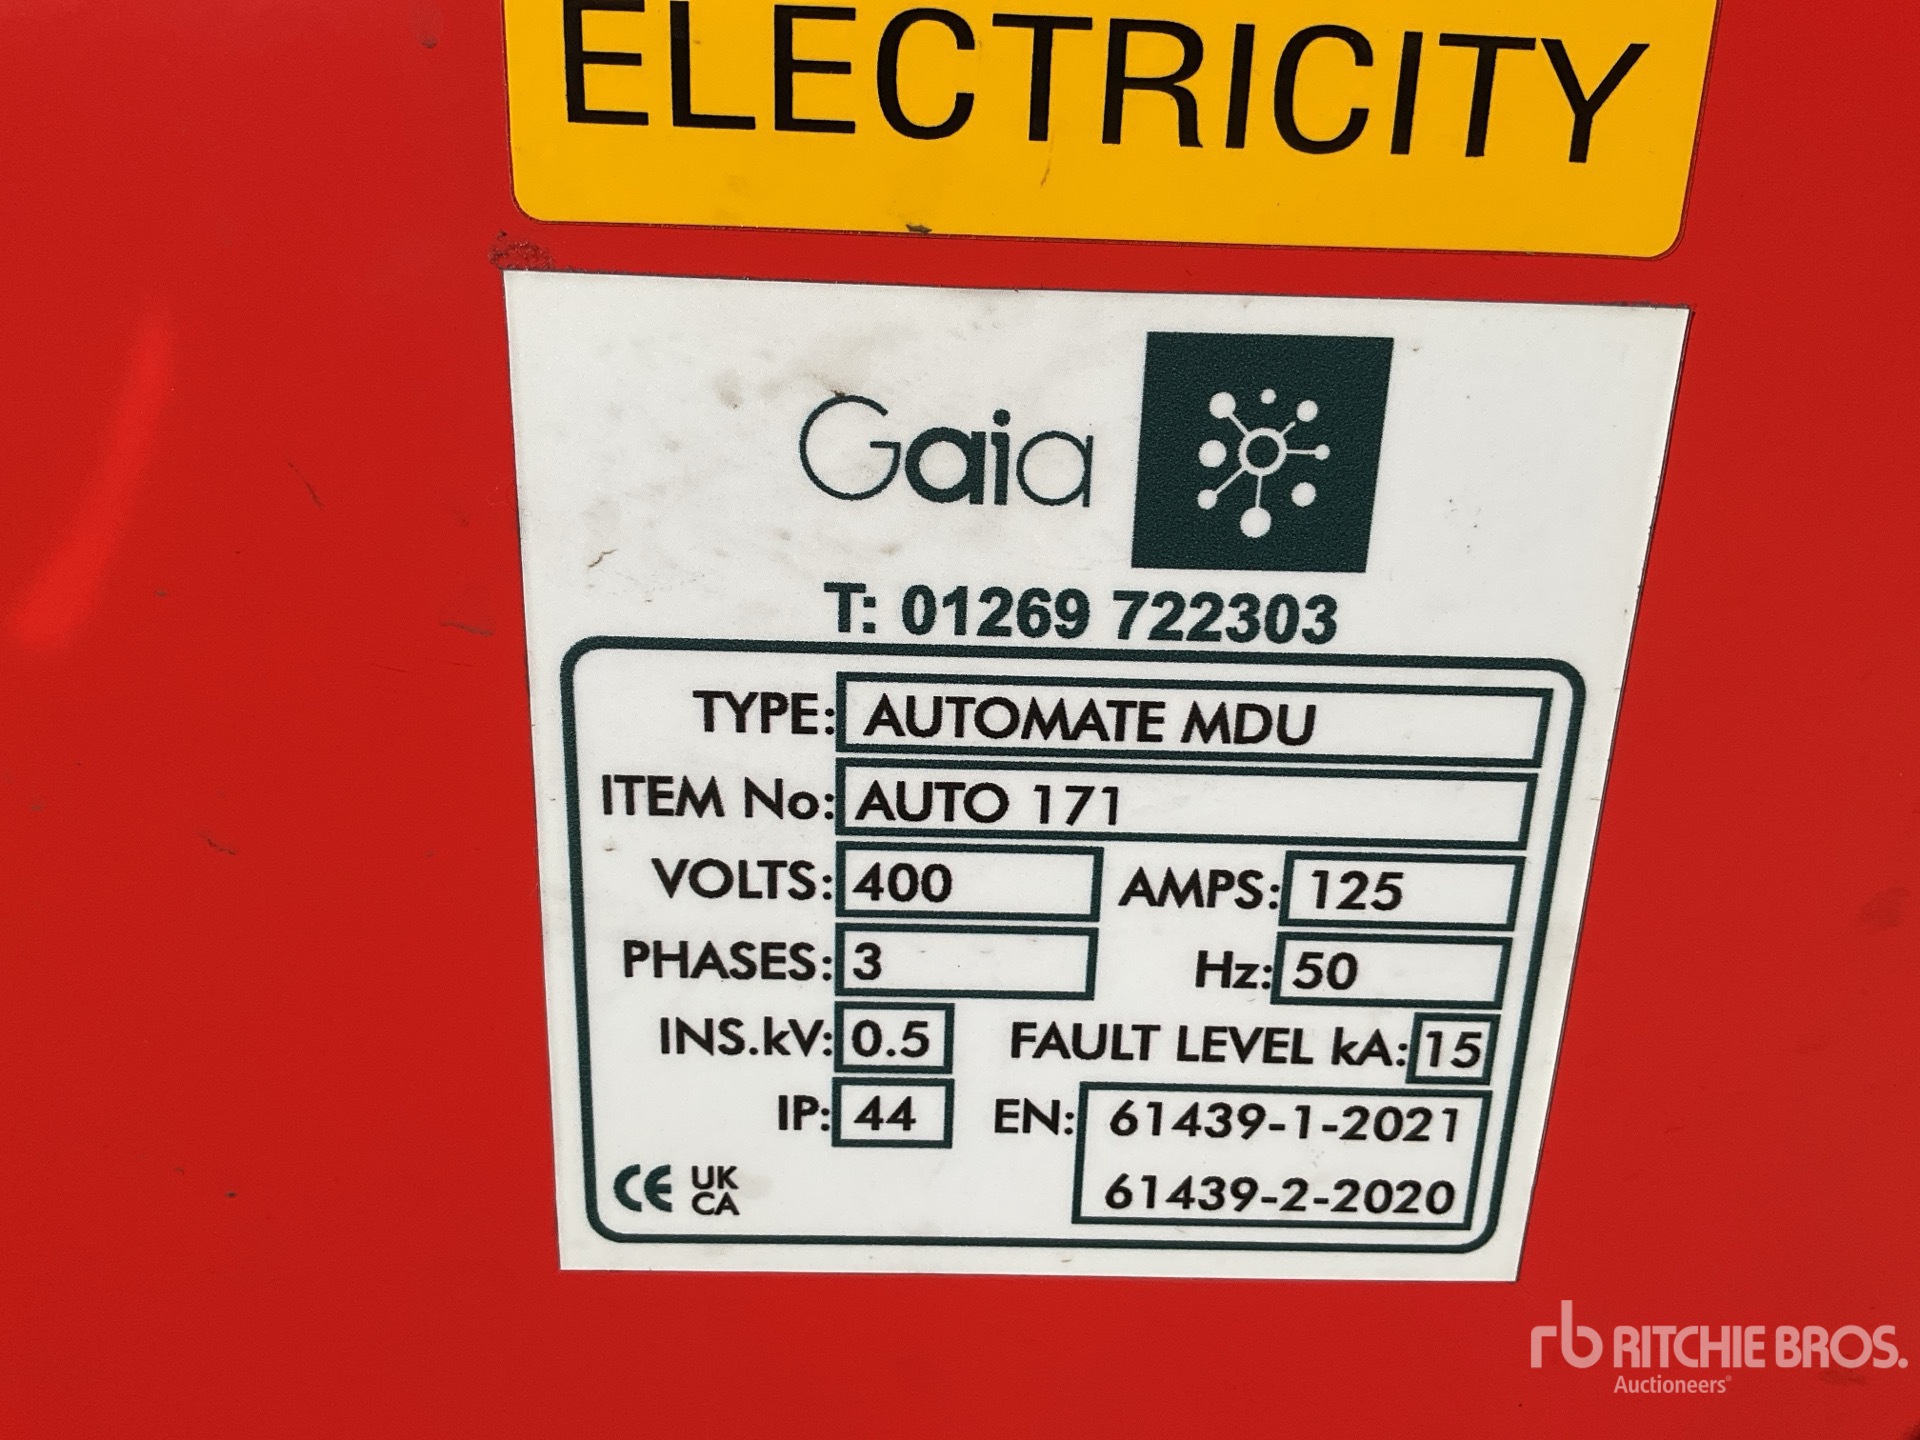 ELECTRICITY
Gaia
T: 01269 722303
TYPE: AUTOMATE MDU
ITEM No: AUTO 171
VOLTS: 400 AMPS: 125
PHASES: 3 Hz: 50
INS.kV: 0.5 FAULT LEVEL kA: 15
IP: 44 EN: 61439-1-2021
61439-2-2020
CE UK
CA
rb RITCHIE BROS.
Auctioneers®